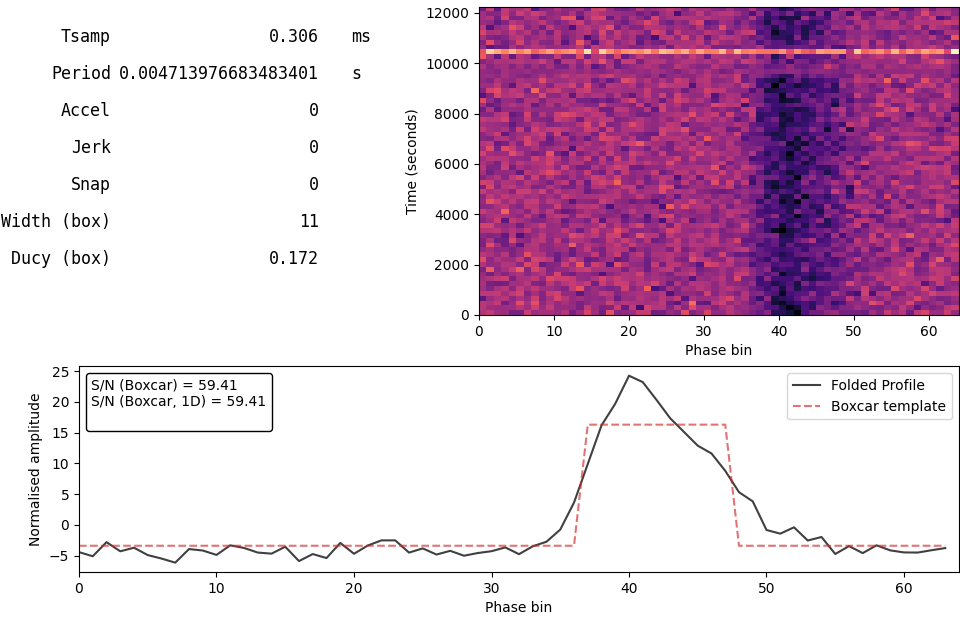 Tsamp 0.306 ms
Period 0.004713976683483401 s
Accel 0
Jerk 0
Snap 0
Width (box) 11
Ducy (box) 0.172
12000
10000
8000
6000
4000
2000
0
Time (seconds)
0 10 20 30 40 50 60
Phase bin
25
20
15
10
5
0
−5
Normalised amplitude
S/N (Boxcar) = 59.41
S/N (Boxcar, 1D) = 59.41
Folded Profile
Boxcar template
0 10 20 30 40 50 60
Phase bin